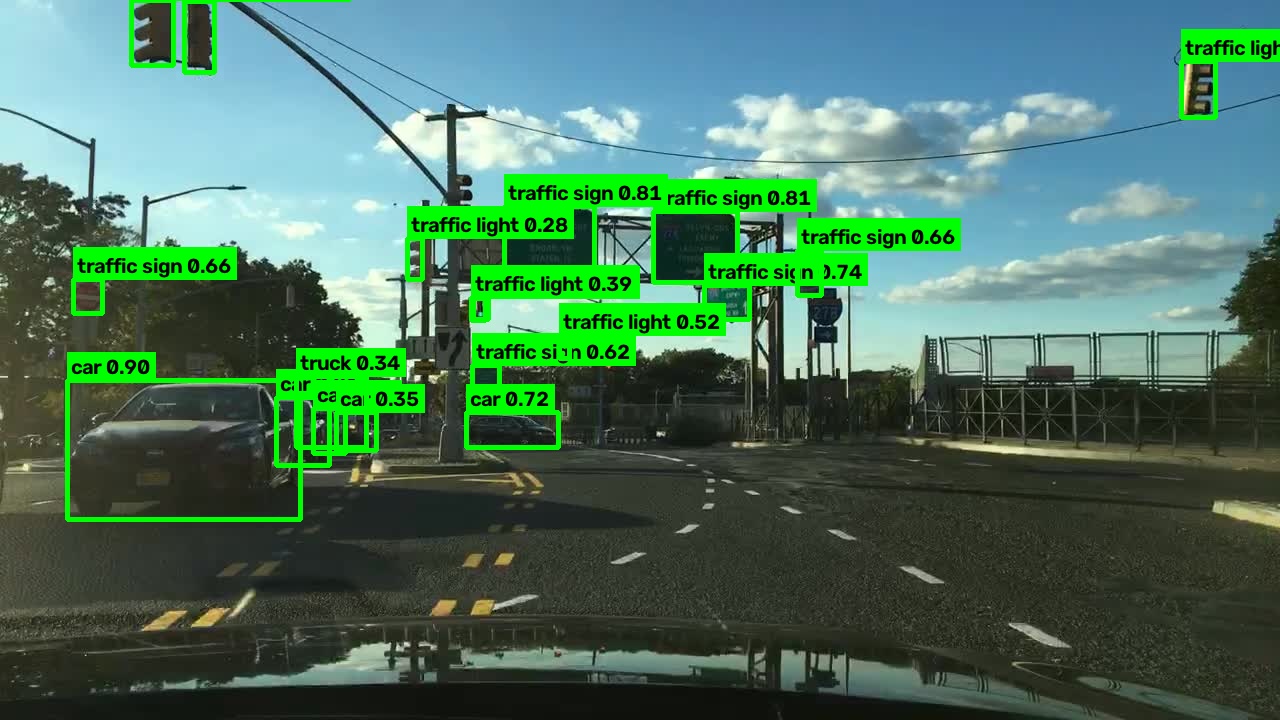 traffic ligh
traffic sign 0.81
raffic sign 0.81
traffic light 0.28
traffic sign 0.66
traffic sign 0.66
traffic sign 0.74
traffic light 0.39
traffic light 0.52
traffic sign 0.62
truck 0.34
car 0.90
car
ca
car 0.35
car 0.72
278